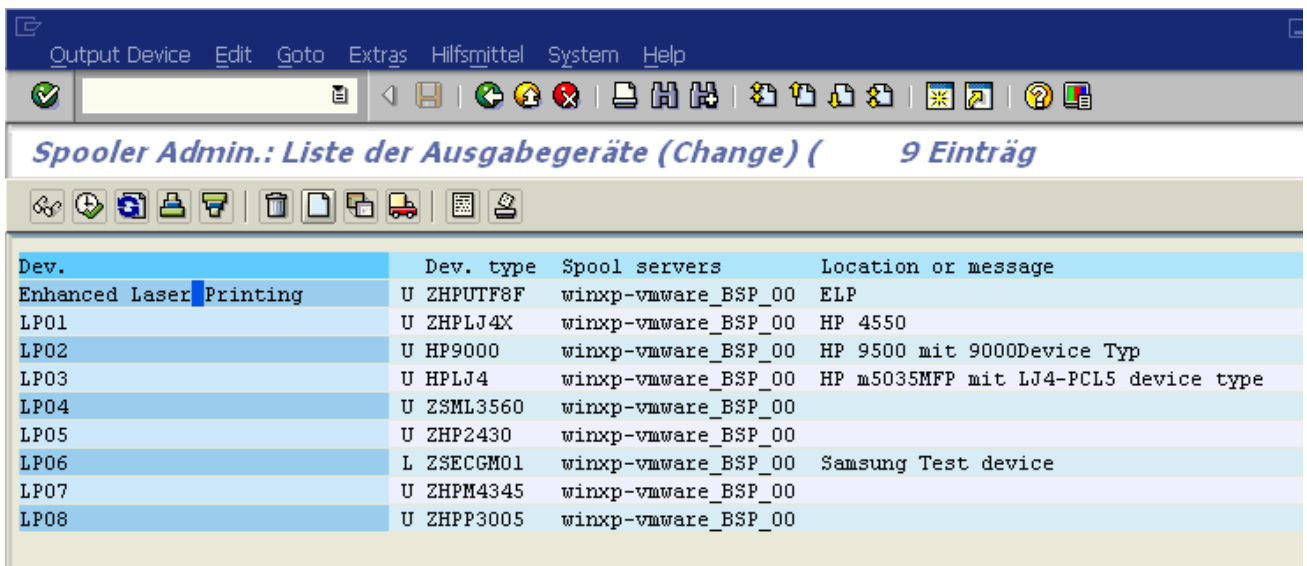 Output Device Edit Goto Extras Hilfsmittel System Help
Spooler Admin.: Liste der Ausgabegeräte (Change) ( 9 Einträg
Dev. Dev. type Spool servers Location or message
Enhanced Laser Printing U ZHPUTF8F winxp-vmware_BSP_00 ELP
LP01 U ZHPLJ4X winxp-vmware_BSP_00 HP 4550
LP02 U HP9000 winxp-vmware_BSP_00 HP 9500 mit 9000Device Typ
LP03 U HPLJ4 winxp-vmware_BSP_00 HP m5035MFP mit LJ4-PCL5 device type
LP04 U ZSML3560 winxp-vmware_BSP_00
LP05 U ZHP2430 winxp-vmware_BSP_00
LP06 L ZSECGM01 winxp-vmware_BSP_00 Samsung Test device
LP07 U ZHPM4345 winxp-vmware_BSP_00
LP08 U ZHPP3005 winxp-vmware_BSP_00